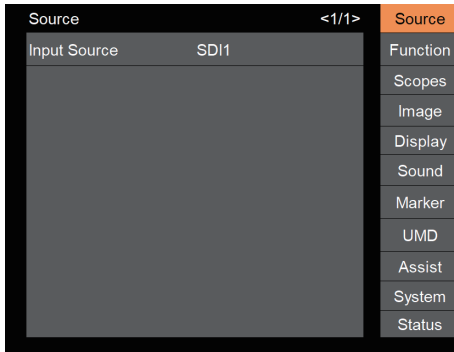 Source <1/1>
Input Source SDI1
Source
Function
Scopes
Image
Display
Sound
Marker
UMD
Assist
System
Status